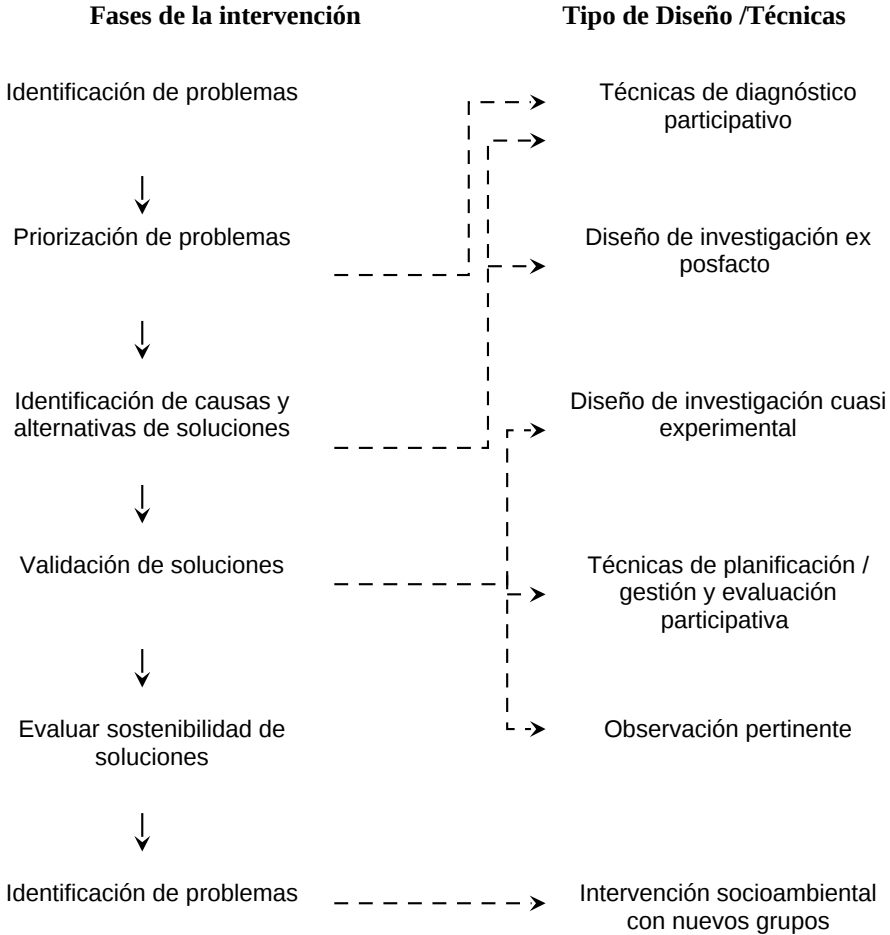 Fases de la intervención
Tipo de Diseño /Técnicas
Identificación de problemas
Técnicas de diagnóstico
participativo
Priorización de problemas
Diseño de investigación ex
posfacto
Identificación de causas y
alternativas de soluciones
Diseño de investigación cuasi
experimental
Validación de soluciones
Técnicas de planificación /
gestión y evaluación
participativa
Evaluar sostenibilidad de
soluciones
Observación pertinente
Identificación de problemas
Intervención socioambiental
con nuevos grupos